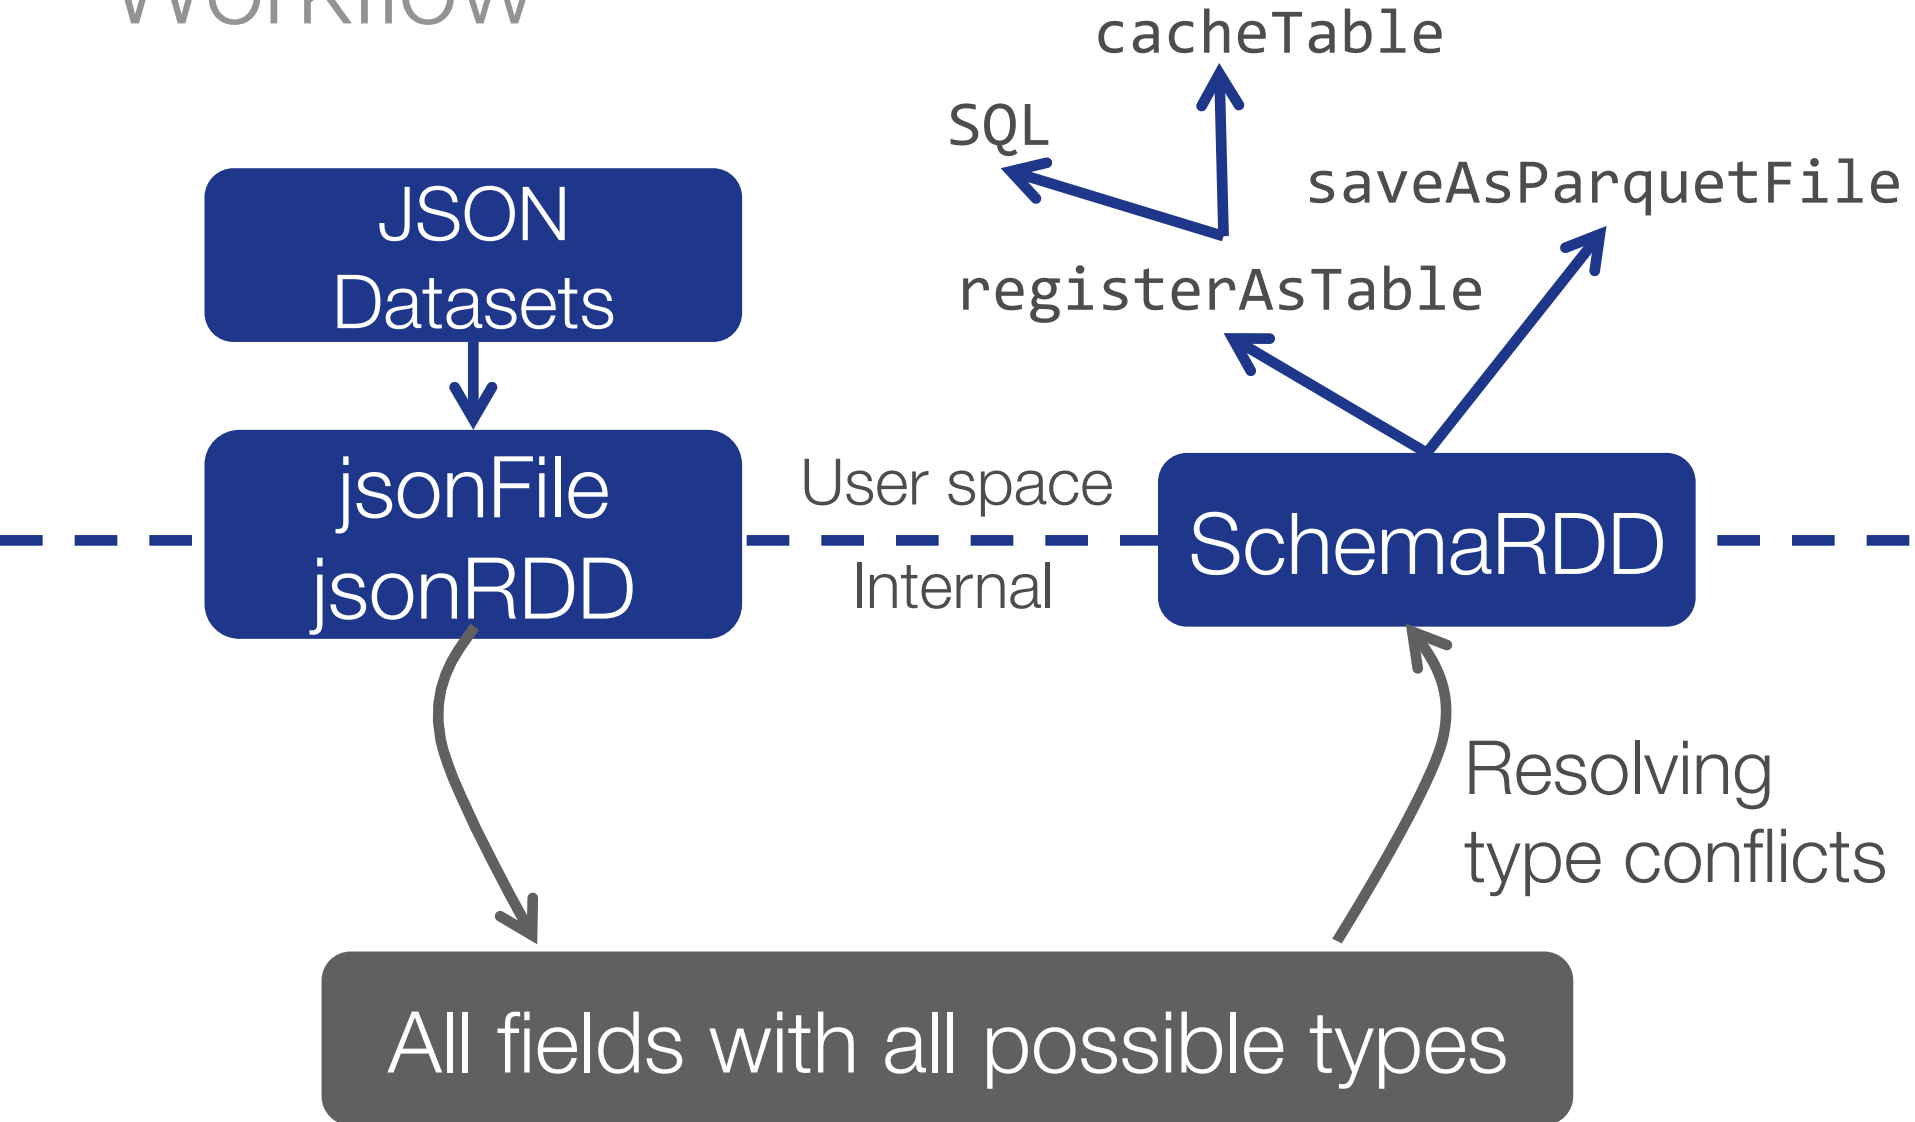 Workflow
cacheTable
SQL
saveAsParquetFile
registerAsTable
JSON
Datasets
jsonFile
jsonRDD
User space
Internal
SchemaRDD
Resolving
type conflicts
All fields with all possible types